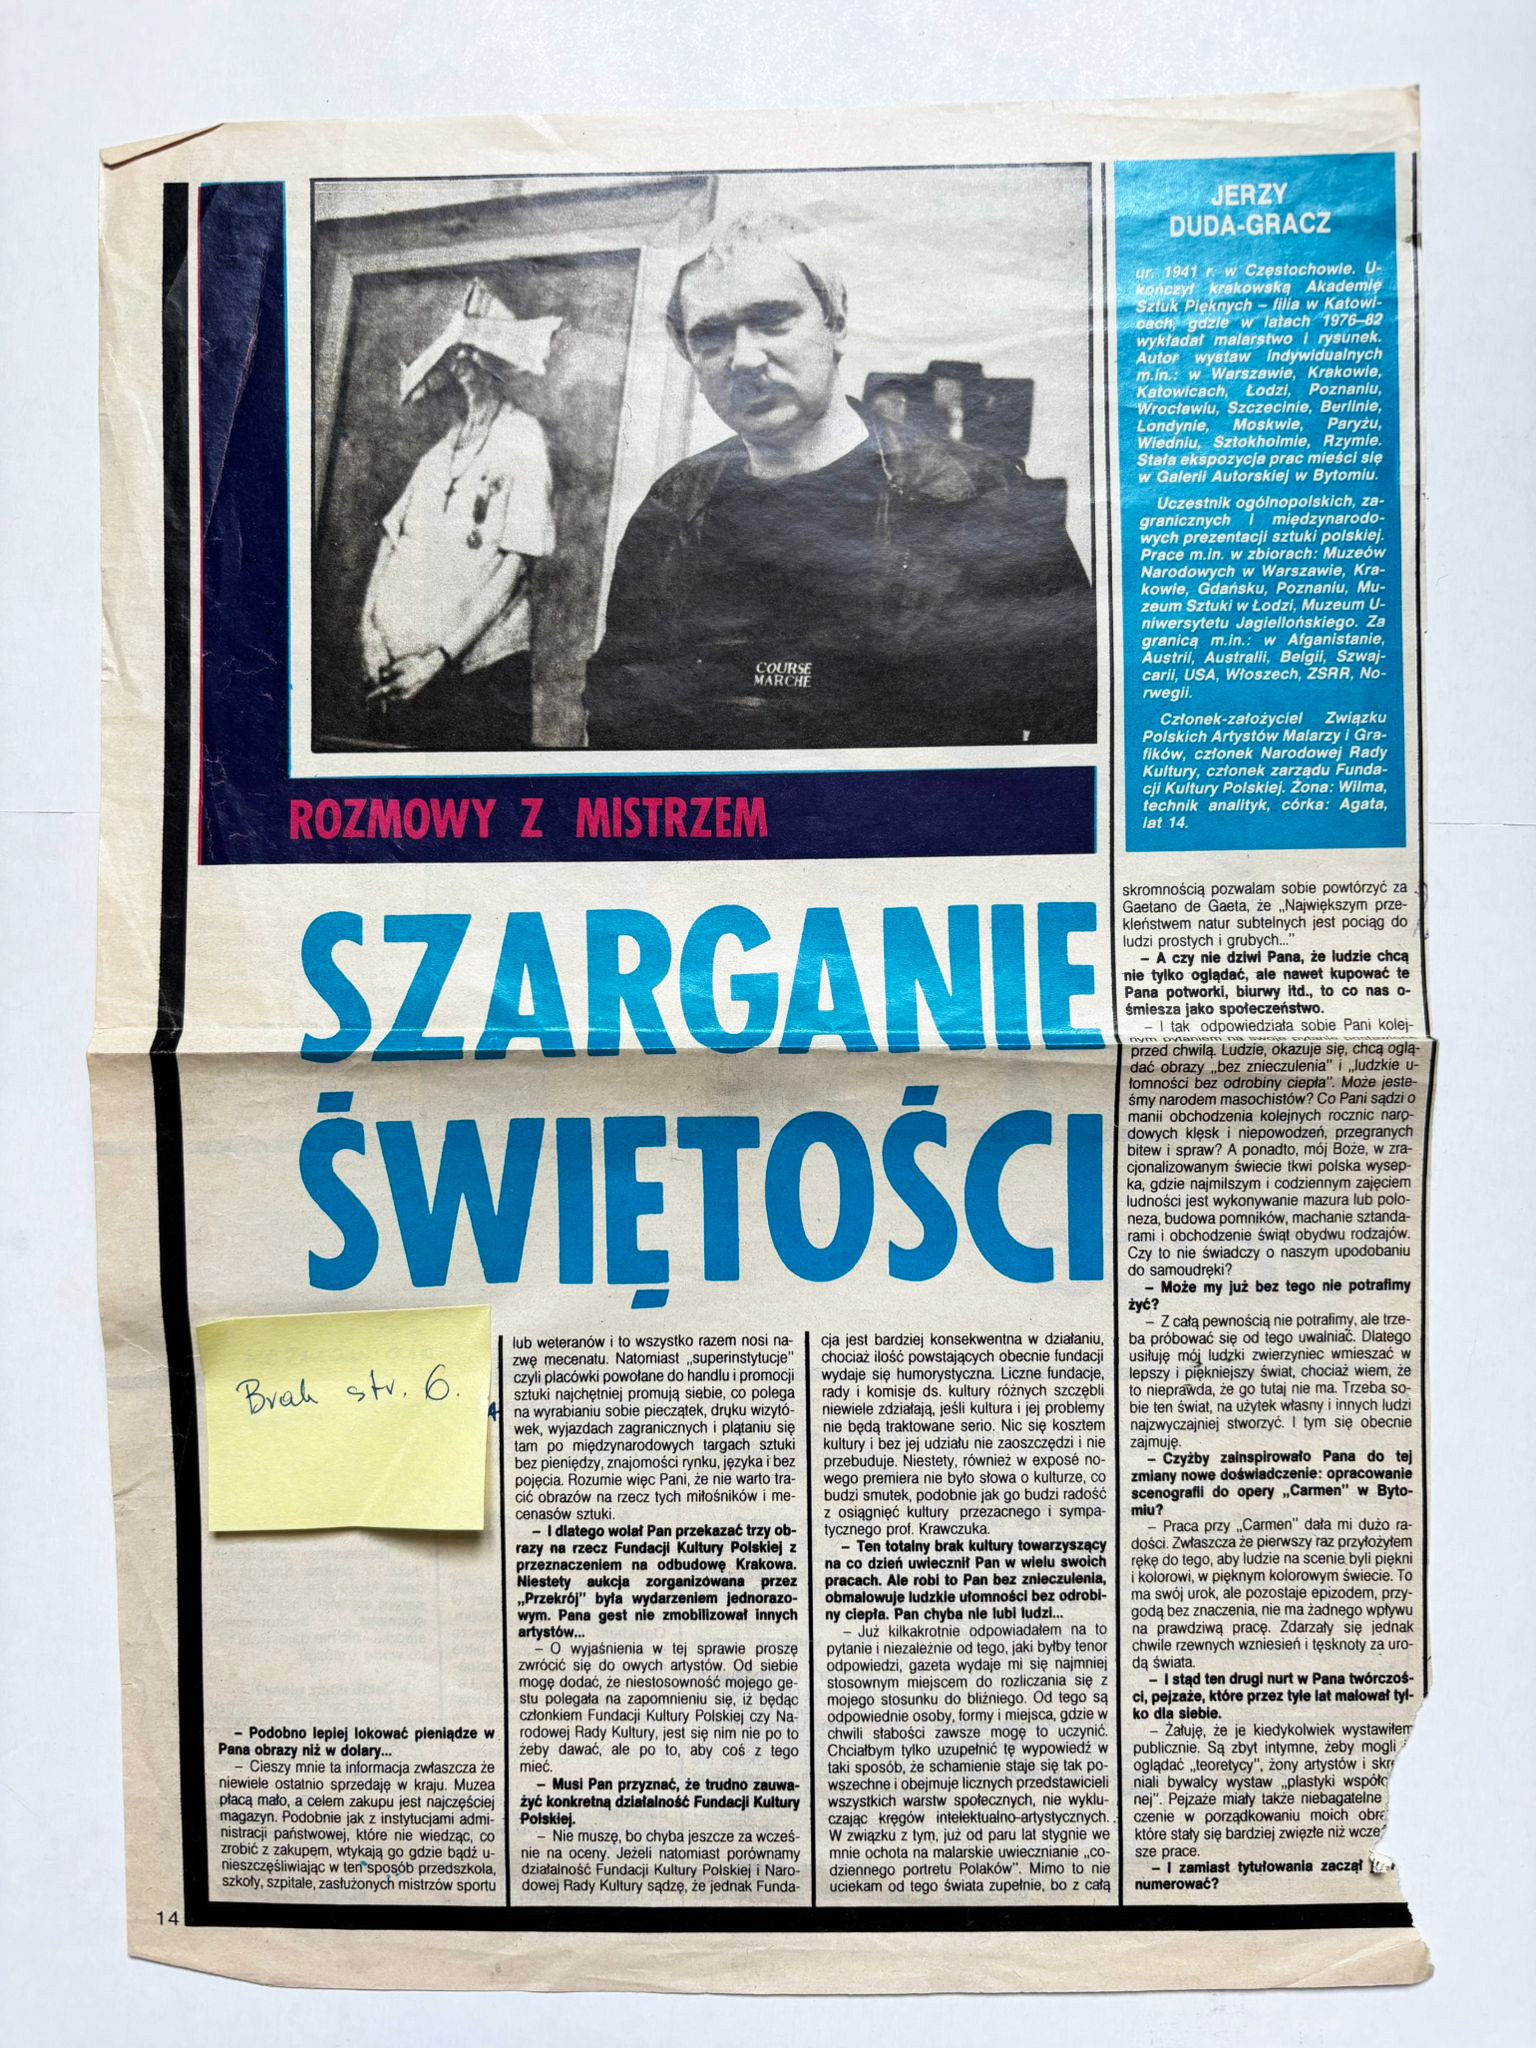 COURSE
MARCHÉ
ROZMOWY Z MISTRZEM
SZARGANIE
ŚWIĘTOŚCI
JERZY
DUDA-GRACZ
ur. 1941 r. w Częstochowie. U-
kończył krakowską Akademię
Sztuk Pięknych – filia w Katowi-
cach, gdzie w latach 1976–82
wykładał malarstwo i rysunek.
Autor wystaw indywidualnych
m.in.: w Warszawie, Krakowie,
Katowicach, Łodzi, Poznaniu,
Wrocławiu, Szczecinie, Berlinie,
Londynie, Moskwie, Paryżu,
Wiedniu, Sztokholmie, Rzymie.
Stała ekspozycja prac mieści się
w Galerii Autorskiej w Bytomiu.
Uczestnik ogólnopolskich, za-
granicznych i międzynarodo-
wych prezentacji sztuki polskiej.
Prace m.in. w zbiorach: Muzeów
Narodowych w Warszawie, Kra-
kowie, Gdańsku, Poznaniu, Mu-
zeum Sztuki w Łodzi, Muzeum U-
niwersytetu Jagiellońskiego. Za
granicą m.in.: w Afganistanie,
Austrii, Australii, Belgii, Szwaj-
carii, USA, Włoszech, ZSRR, No-
rwegii.
Członek-założyciel Związku
Polskich Artystów Malarzy i Gra-
fików, członek Narodowej Rady
Kultury, członek zarządu Funda-
cji Kultury Polskiej. Żona: Wilma,
technik analityk, córka: Agata,
lat 14.
Brak str. 6.
– Podobno lepiej lokować pieniądze w
Pana obrazy niż w dolary...
– Cieszy mnie ta informacja zwłaszcza że
niewiele ostatnio sprzedaję w kraju. Muzea
płacą mało, a celem zakupu jest najczęściej
magazyn. Podobnie jak z instytucjami admi-
nistracji państwowej, które nie wiedząc, co
zrobić z zakupem, wtykają go gdzie bądź u-
nieszczęśliwiając w ten sposób przedszkola,
szkoły, szpitale, zasłużonych mistrzów sportu
lub weteranów i to wszystko razem nosi na-
zwę mecenatu. Natomiast „superinstytucje”
czyli placówki powołane do handlu i promocji
sztuki najchętniej promują siebie, co polega
na wyrabianiu sobie pieczątek, druku wizytó-
wek, wyjazdach zagranicznych i plątaniu się
tam po międzynarodowych targach sztuki
bez pieniędzy, znajomości rynku, języka i bez
pojęcia. Rozumie więc Pani, że nie warto tra-
cić obrazów na rzecz tych miłośników i me-
cenasów sztuki.
– I dlatego wolał Pan przekazać trzy ob-
razy na rzecz Fundacji Kultury Polskiej z
przeznaczeniem na odbudowę Krakowa.
Niestety aukcja zorganizowana przez
„Przekrój” była wydarzeniem jednorazo-
wym. Pana gest nie zmobilizował innych
artystów...
– O wyjaśnienia w tej sprawie proszę
zwrócić się do owych artystów. Od siebie
mogę dodać, że niestosowność mojego ge-
stu polegała na zapomnieniu się, iż będąc
członkiem Fundacji Kultury Polskiej czy Na-
rodowej Rady Kultury, jest się nim nie po to
żeby dawać, ale po to, aby coś z tego
mieć.
– Musi Pan przyznać, że trudno zauwa-
żyć konkretną działalność Fundacji Kultury
Polskiej.
– Nie muszę, bo chyba jeszcze za wcześ-
nie na oceny. Jeżeli natomiast porównamy
działalność Fundacji Kultury Polskiej i Naro-
dowej Rady Kultury sądzę, że jednak Funda-
cja jest bardziej konsekwentna w działaniu,
chociaż ilość powstających obecnie fundacji
wydaje się humorystyczna. Liczne fundacje,
rady i komisje ds. kultury różnych szczebli
niewiele zdziałają, jeśli kultura i jej problemy
nie będą traktowane serio. Nic się kosztem
kultury i bez jej udziału nie zaoszczędzi i nie
przebuduje. Niestety, również w exposé no-
wego premiera nie było słowa o kulturze, co
budzi smutek, podobnie jak go budzi radość
z osiągnięć kultury przezacnego i sympa-
tycznego prof. Krawczuka.
– Ten totalny brak kultury towarzyszący
na co dzień uwiecznił Pan w wielu swoich
pracach. Ale robi to Pan bez znieczulenia,
obmalowuje ludzkie ułomności bez odrobi-
ny ciepła. Pan chyba nie lubi ludzi...
– Już kilkakrotnie odpowiadałem na to
pytanie i niezależnie od tego, jaki byłby tenor
odpowiedzi, gazeta wydaje mi się najmniej
stosownym miejscem do rozliczania się z
mojego stosunku do bliźniego. Od tego są
odpowiednie osoby, formy i miejsca, gdzie w
chwili słabości zawsze mogę to uczynić.
Chciałbym tylko uzupełnić tę wypowiedź w
taki sposób, że schamienie staje się tak po-
wszechne i obejmuje licznych przedstawicieli
wszystkich warstw społecznych, nie wyklu-
czając kręgów intelektualno-artystycznych.
W związku z tym, już od paru lat stygnie we
mnie ochota na malarskie uwiecznianie „co-
dziennego portretu Polaków”. Mimo to nie
uciekam od tego świata zupełnie, bo z całą
skromnością pozwalam sobie powtórzyć za
Gaetano de Gaeta, że „Największym prze-
kleństwem natur subtelnych jest pociąg do
ludzi prostych i grubych...”
– A czy nie dziwi Pana, że ludzie chcą
nie tylko oglądać, ale nawet kupować te
Pana potworki, biurwy itd., to co nas o-
śmiesza jako społeczeństwo.
– I tak odpowiedziała sobie Pani kolej-
nym pytaniem na swoje pytanie
przed chwilą. Ludzie, okazuje się, chcą oglą-
dać obrazy „bez znieczulenia” i „ludzkie u-
łomności bez odrobiny ciepła”. Może jeste-
śmy narodem masochistów? Co Pani sądzi o
manii obchodzenia kolejnych rocznic naro-
dowych klęsk i niepowodzeń, przegranych
bitew i spraw? A ponadto, mój Boże, w zra-
cjonalizowanym świecie tkwi polska wysep-
ka, gdzie najmilszym i codziennym zajęciem
ludności jest wykonywanie mazura lub polo-
neza, budowa pomników, machanie sztanda-
rami i obchodzenie świąt obydwu rodzajów.
Czy to nie świadczy o naszym upodobaniu
do samoudręki?
– Może my już bez tego nie potrafimy
żyć?
– Z całą pewnością nie potrafimy, ale trze-
ba próbować się od tego uwalniać. Dlatego
usiłuję mój ludzki zwierzyniec wmieszać w
lepszy i piękniejszy świat, chociaż wiem, że
to nieprawda, że go tutaj nie ma. Trzeba so-
bie ten świat, na użytek własny i innych ludzi
najzwyczajniej stworzyć. I tym się obecnie
zajmuję.
– Czyżby zainspirowało Pana do tej
zmiany nowe doświadczenie: opracowanie
scenografii do opery „Carmen” w Byto-
miu?
– Praca przy „Carmen” dała mi dużo ra-
dości. Zwłaszcza że pierwszy raz przyłożyłem
rękę do tego, aby ludzie na scenie byli piękni
i kolorowi, w pięknym kolorowym świecie. To
ma swój urok, ale pozostaje epizodem, przy-
godą bez znaczenia, nie ma żadnego wpływu
na prawdziwą pracę. Zdarzały się jednak
chwile rzewnych wzniesień i tęsknoty za uro-
dą świata.
– I stąd ten drugi nurt w Pana twórczoś-
ci, pejzaże, które przez tyle lat malował tyl-
ko dla siebie.
– Żałuję, że je kiedykolwiek wystawiłem
publicznie. Są zbyt intymne, żeby mogli
oglądać „teoretycy”, żony artystów i
niali bywalcy wystaw „plastyki
nej”. Pejzaże miały także niebagatelne
czenie w porządkowaniu moich
które stały się bardziej zwięzłe niż
sze prace.
– I zamiast tytułowania zaczął
numerować?
14